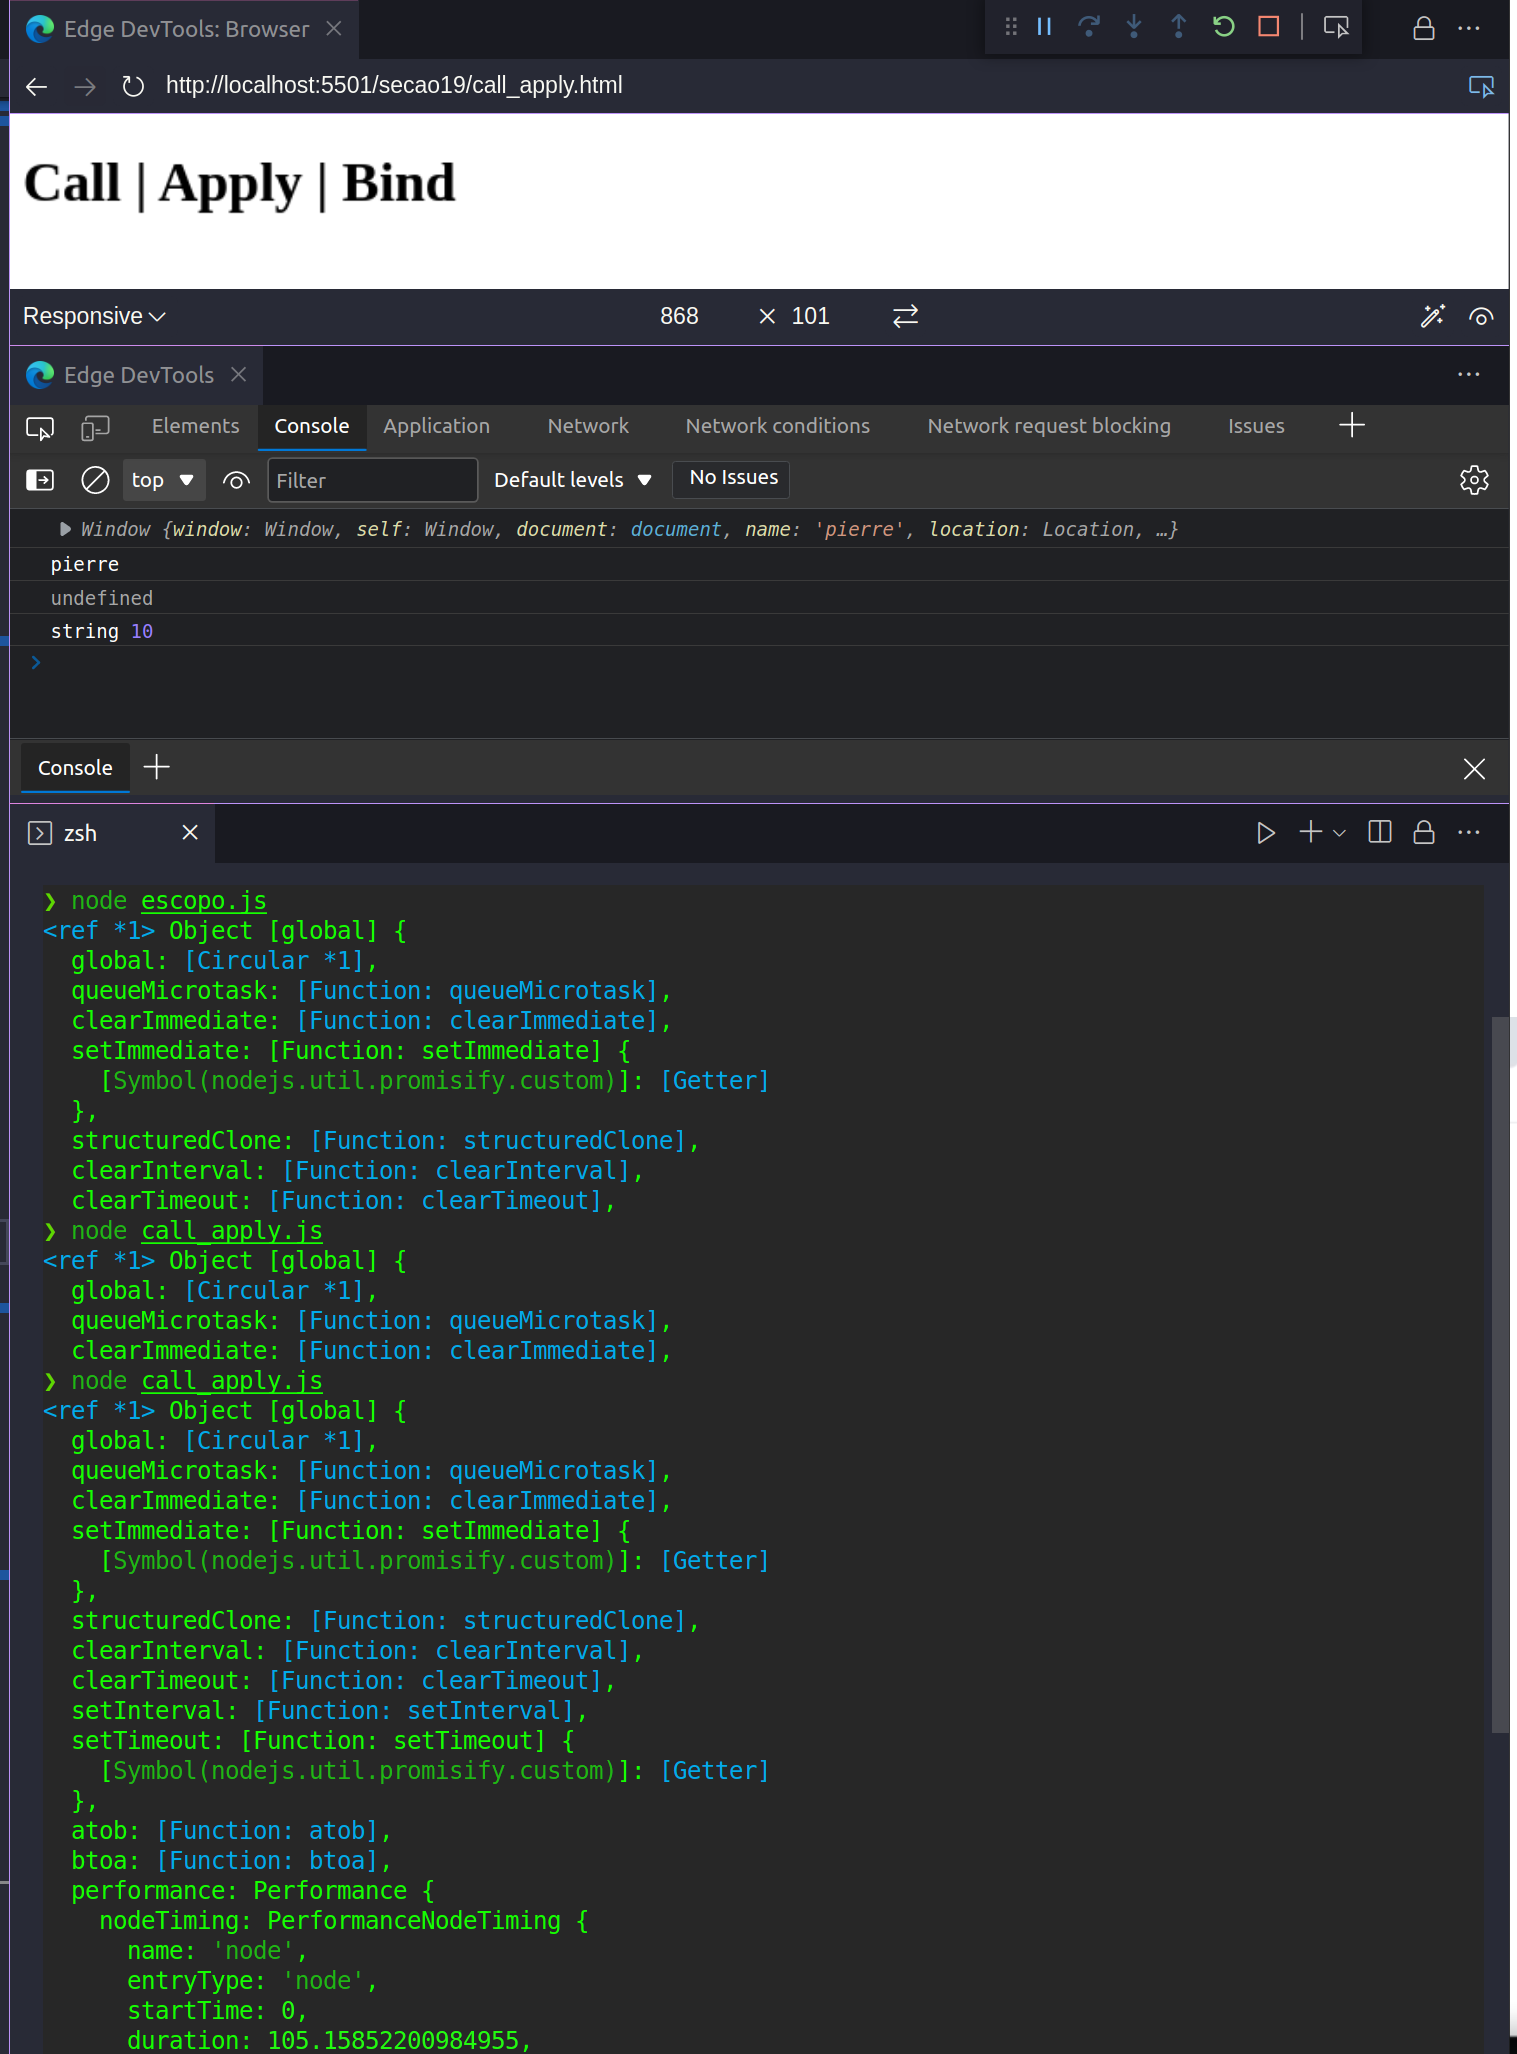 Edge DevTools: Browser
http://localhost:5501/secao19/call_apply.html
Call | Apply | Bind
Responsive 868 × 101
Edge DevTools
Elements Console Application Network Network conditions Network request blocking Issues
top Filter Default levels No Issues
Window {window: Window, self: Window, document: document, name: 'pierre', location: Location, …}
pierre
undefined
string 10
Console
zsh
❯ node escopo.js
<ref *1> Object [global] {
  global: [Circular *1],
  queueMicrotask: [Function: queueMicrotask],
  clearImmediate: [Function: clearImmediate],
  setImmediate: [Function: setImmediate] {
    [Symbol(nodejs.util.promisify.custom)]: [Getter]
  },
  structuredClone: [Function: structuredClone],
  clearInterval: [Function: clearInterval],
  clearTimeout: [Function: clearTimeout],
❯ node call_apply.js
<ref *1> Object [global] {
  global: [Circular *1],
  queueMicrotask: [Function: queueMicrotask],
  clearImmediate: [Function: clearImmediate],
❯ node call_apply.js
<ref *1> Object [global] {
  global: [Circular *1],
  queueMicrotask: [Function: queueMicrotask],
  clearImmediate: [Function: clearImmediate],
  setImmediate: [Function: setImmediate] {
    [Symbol(nodejs.util.promisify.custom)]: [Getter]
  },
  structuredClone: [Function: structuredClone],
  clearInterval: [Function: clearInterval],
  clearTimeout: [Function: clearTimeout],
  setInterval: [Function: setInterval],
  setTimeout: [Function: setTimeout] {
    [Symbol(nodejs.util.promisify.custom)]: [Getter]
  },
  atob: [Function: atob],
  btoa: [Function: btoa],
  performance: Performance {
    nodeTiming: PerformanceNodeTiming {
      name: 'node',
      entryType: 'node',
      startTime: 0,
      duration: 105.15852200984955,